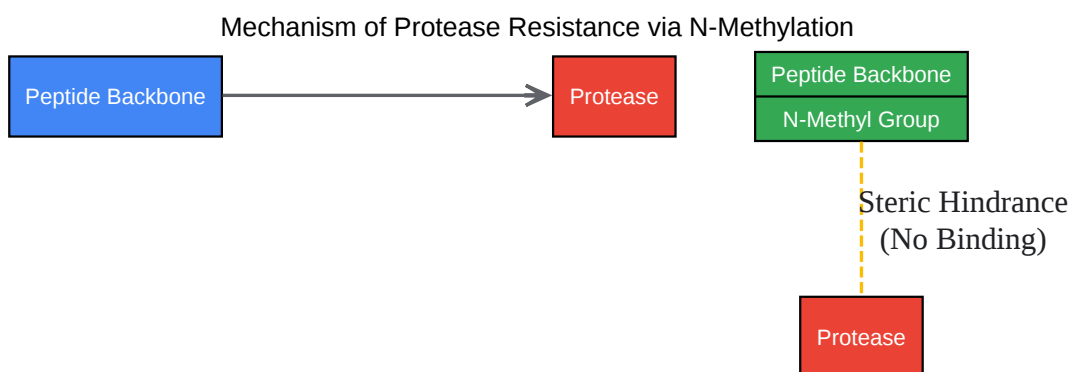 Mechanism of Protease Resistance via N-Methylation
Peptide Backbone
Protease
Peptide Backbone
N-Methyl Group
Steric Hindrance
(No Binding)
Protease